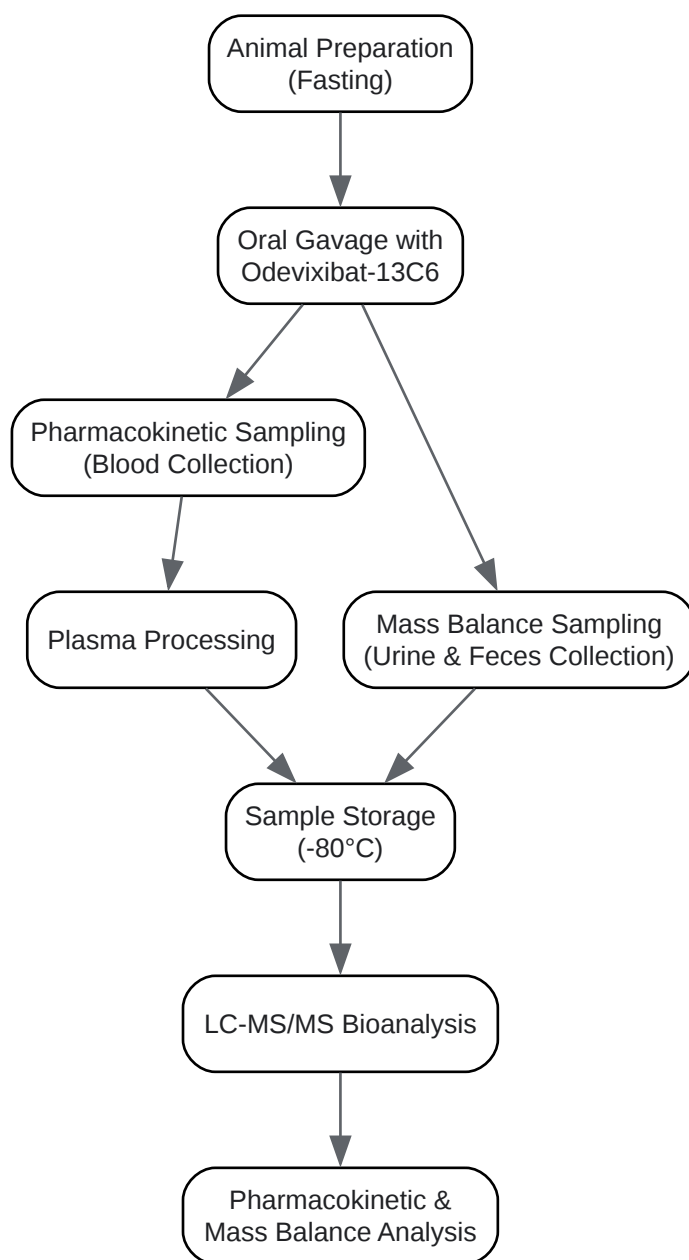 Animal Preparation
(Fasting)
Oral Gavage with
Odevixibat-13C6
Pharmacokinetic Sampling
(Blood Collection)
Plasma Processing
Mass Balance Sampling
(Urine & Feces Collection)
Sample Storage
(-80°C)
LC-MS/MS Bioanalysis
Pharmacokinetic &
Mass Balance Analysis